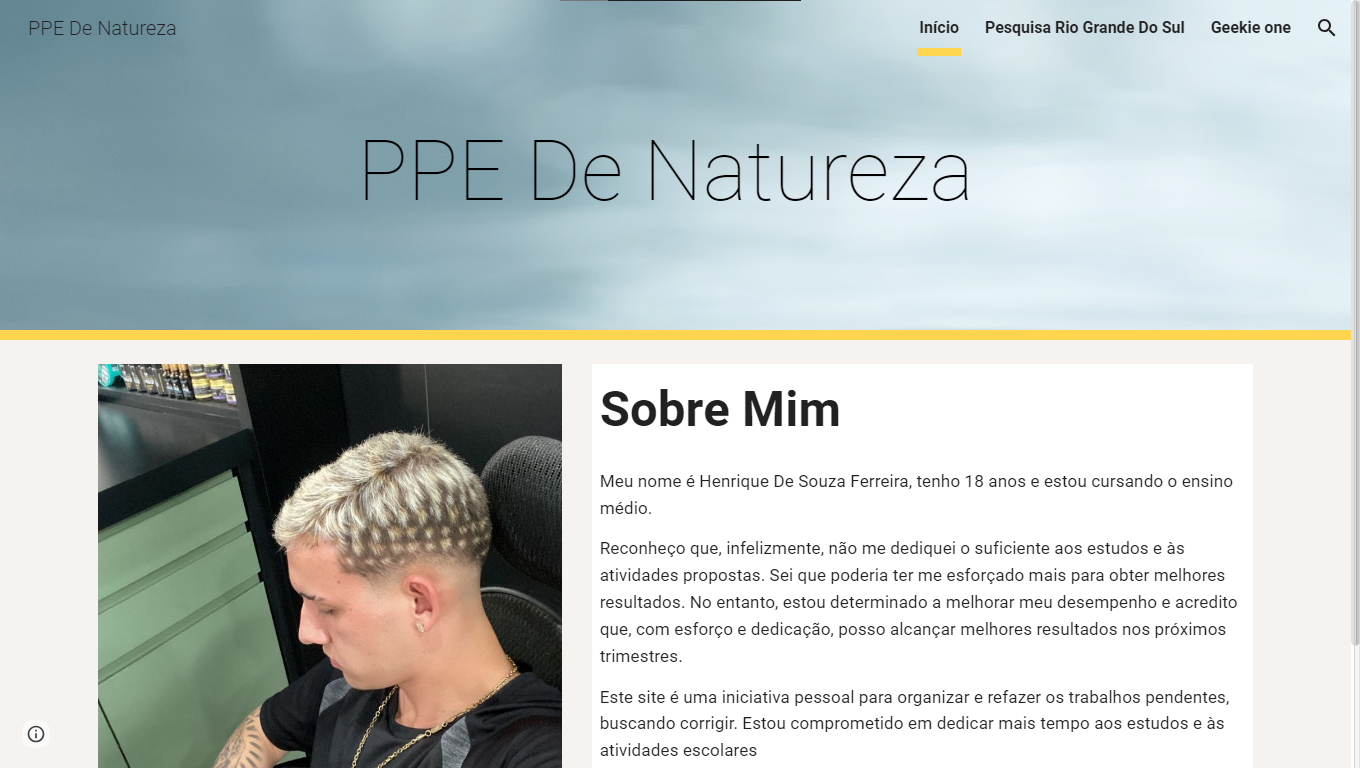 PPE De Natureza
Início
Pesquisa Rio Grande Do Sul
Geekie one
PPE De Natureza
Sobre Mim
Meu nome é Henrique De Souza Ferreira, tenho 18 anos e estou cursando o ensino
médio.
Reconheço que, infelizmente, não me dediquei o suficiente aos estudos e às
atividades propostas. Sei que poderia ter me esforçado mais para obter melhores
resultados. No entanto, estou determinado a melhorar meu desempenho e acredito
que, com esforço e dedicação, posso alcançar melhores resultados nos próximos
trimestres.
Este site é uma iniciativa pessoal para organizar e refazer os trabalhos pendentes,
buscando corrigir. Estou comprometido em dedicar mais tempo aos estudos e às
atividades escolares